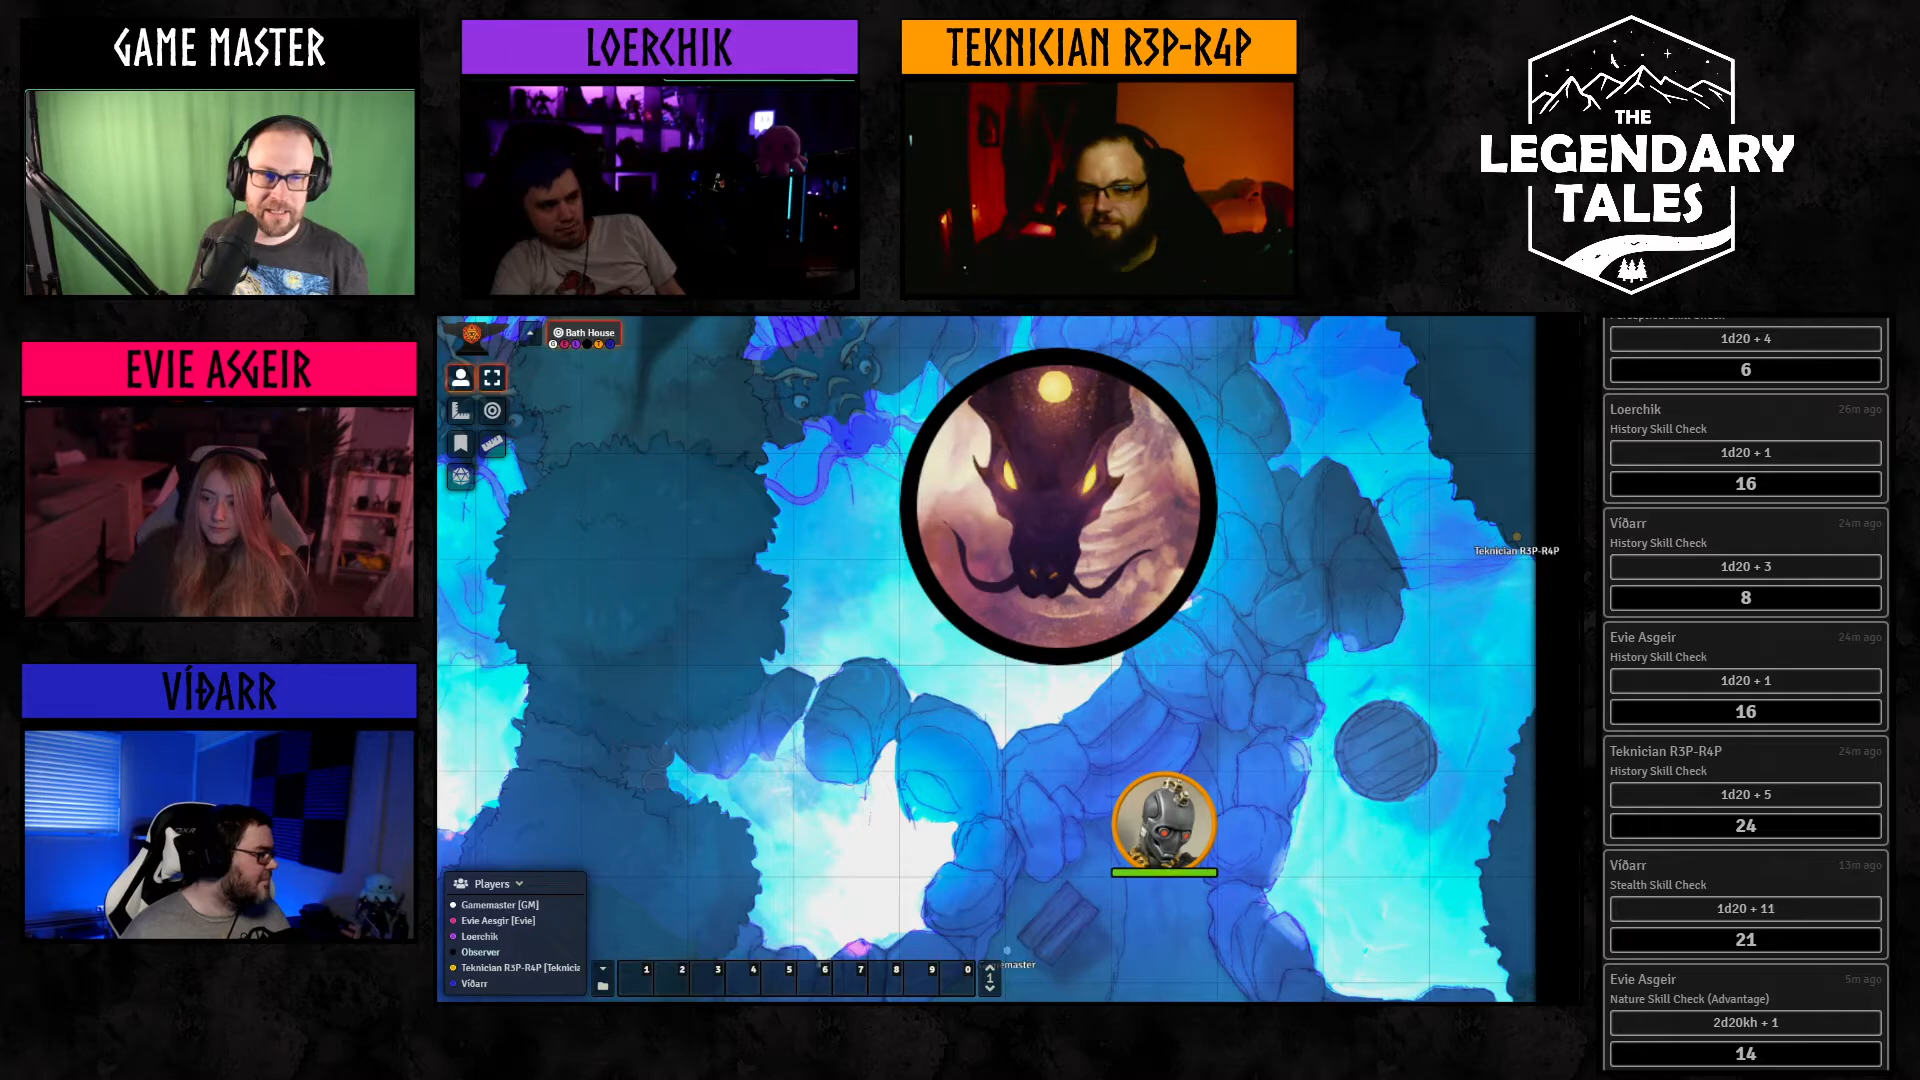 GAME MASTER
LOERCHIK
TEKNICIAN R3P-R4P
THE
LEGENDARY
TALES
EVIE ASGEIR
VÍÐARR
Bath House
G E L T
Teknician R3P-R4P
Players
Gamemaster [GM]
Evie Aesgir [Evie]
Loerchik
Observer
Teknician R3P-R4P [Teknicia
Víðarr
1 2 3 4 5 6 7 8 9 0
1
emaster
Perception Skill Check
1d20 + 4
6
Loerchik 26m ago
History Skill Check
1d20 + 1
16
Víðarr 24m ago
History Skill Check
1d20 + 3
8
Evie Asgeir 24m ago
History Skill Check
1d20 + 1
16
Teknician R3P-R4P 24m ago
History Skill Check
1d20 + 5
24
Víðarr 13m ago
Stealth Skill Check
1d20 + 11
21
Evie Asgeir 5m ago
Nature Skill Check (Advantage)
2d20kh + 1
14